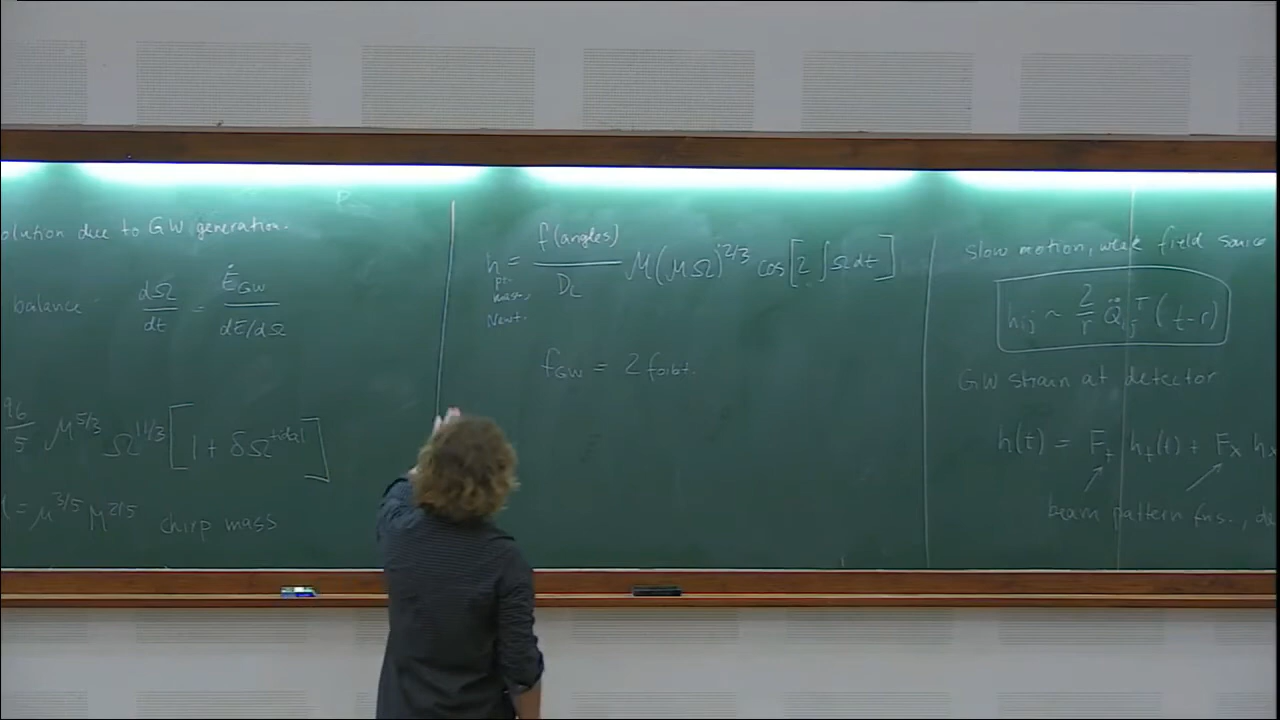 olution due to GW generation.
balance dΩ/dt = Ė_GW / dE/dΩ
96/5 ℳ^5/3 Ω^11/3 [1 + δΩ^tidal]
ℳ = μ^3/5 M^2/5 chirp mass
h_pt. mass, Newt. = f(angles)/D_L ℳ(ℳΩ)^2/3 cos[2∫Ωdt]
f_GW = 2 f_orbit.
slow motion, weak field source
h_ij ~ 2/r Q̈_ij^T (t-r)
GW strain at detector
h(t) = F_+ h_+(t) + F_x h_x
beam pattern fns., de